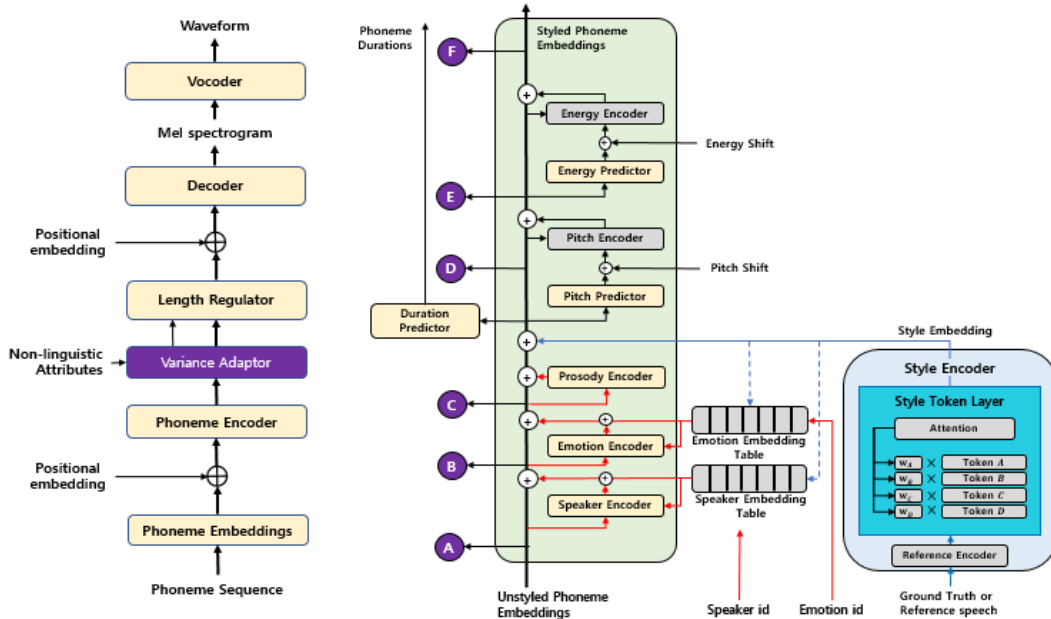 Waveform
Vocoder
Mel spectrogram
Decoder
Positional
embedding
Length Regulator
Non-linguistic
Attributes
Variance Adaptor
Phoneme Encoder
Positional
embedding
Phoneme Embeddings
Phoneme Sequence
Phoneme
Durations
Styled Phoneme
Embeddings
F
Energy Encoder
Energy Shift
Energy Predictor
E
Pitch Encoder
D
Pitch Shift
Pitch Predictor
Duration
Predictor
Style Embedding
Prosody Encoder
C
Emotion Encoder
Emotion Embedding
Table
B
Speaker Encoder
Speaker Embedding
Table
A
Unstyled Phoneme
Embeddings
Speaker id
Emotion id
Style Encoder
Style Token Layer
Attention
w_A × Token A
w_B × Token B
w_C × Token C
w_D × Token D
Reference Encoder
Ground Truth or
Reference speech